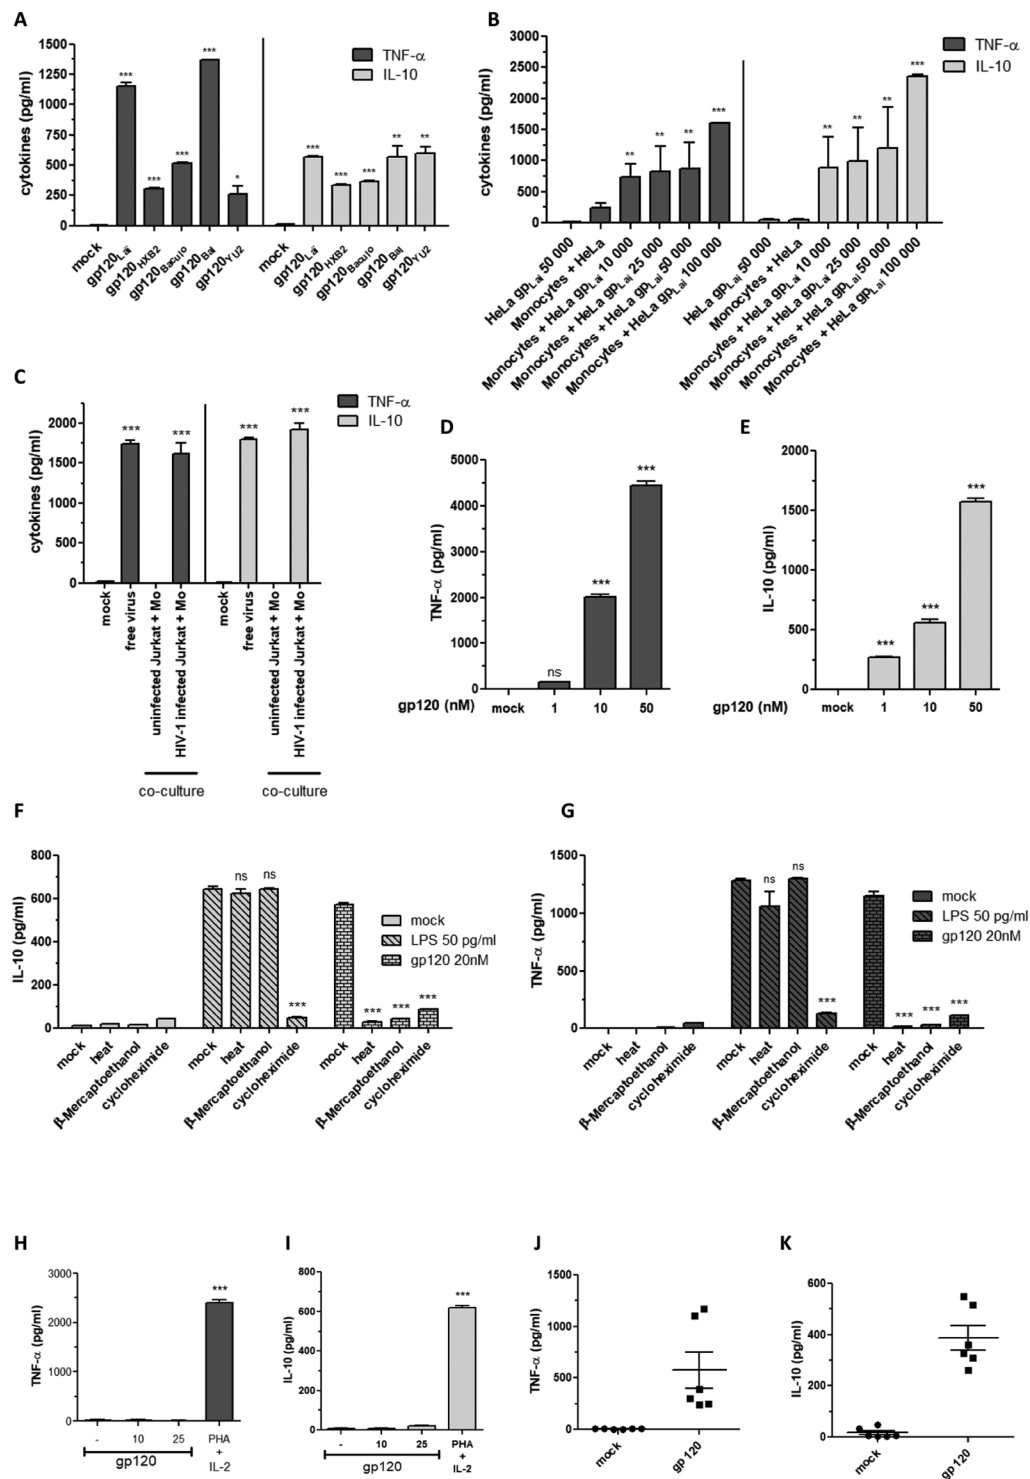 A
cytokines (pg/ml)
1500
1250
1000
750
500
250
0
***
***
***
***
*
***
***
***
**
**
TNF-α
IL-10
mock
gp120Laï
gp120HXB2
gp120Baculo
gp120Bal
gp120YU2
mock
gp120Laï
gp120HXB2
gp120Baculo
gp120Bal
gp120YU2
B
cytokines (pg/ml)
3000
2500
2000
1500
1000
500
0
**
**
**
***
**
**
**
***
TNF-α
IL-10
HeLa gpLai 50 000
Monocytes + HeLa
Monocytes + HeLa gpLai 10 000
Monocytes + HeLa gpLai 25 000
Monocytes + HeLa gpLai 50 000
Monocytes + HeLa gpLai 100 000
HeLa gpLai 50 000
Monocytes + HeLa
Monocytes + HeLa gpLai 10 000
Monocytes + HeLa gpLai 25 000
Monocytes + HeLa gpLai 50 000
Monocytes + HeLa gpLai 100 000
C
cytokines (pg/ml)
2000
1500
1000
500
0
***
***
***
***
TNF-α
IL-10
mock
free virus
uninfected Jurkat + Mo
HIV-1 infected Jurkat + Mo
mock
free virus
uninfected Jurkat + Mo
HIV-1 infected Jurkat + Mo
co-culture
co-culture
D
TNF-α (pg/ml)
5000
4000
3000
2000
1000
0
ns
***
***
gp120 (nM)
mock
1
10
50
E
IL-10 (pg/ml)
2000
1500
1000
500
0
***
***
***
gp120 (nM)
mock
1
10
50
F
IL-10 (pg/ml)
800
600
400
200
0
ns
ns
***
***
***
***
mock
LPS 50 pg/ml
gp120 20nM
mock
heat
β-Mercaptoethanol
cycloheximide
mock
heat
β-Mercaptoethanol
cycloheximide
mock
heat
β-Mercaptoethanol
cycloheximide
G
TNF-α (pg/ml)
1500
1000
500
0
ns
ns
***
***
***
***
mock
LPS 50 pg/ml
gp120 20nM
mock
heat
β-Mercaptoethanol
cycloheximide
mock
heat
β-Mercaptoethanol
cycloheximide
mock
heat
β-Mercaptoethanol
cycloheximide
H
TNF-α (pg/ml)
3000
2000
1000
0
***
-
10
25
PHA
+
IL-2
gp120
I
IL-10 (pg/ml)
800
600
400
200
0
***
-
10
25
PHA
+
IL-2
gp120
J
TNF-α (pg/ml)
1500
1000
500
0
mock
gp120
K
IL-10 (pg/ml)
600
400
200
0
mock
gp120